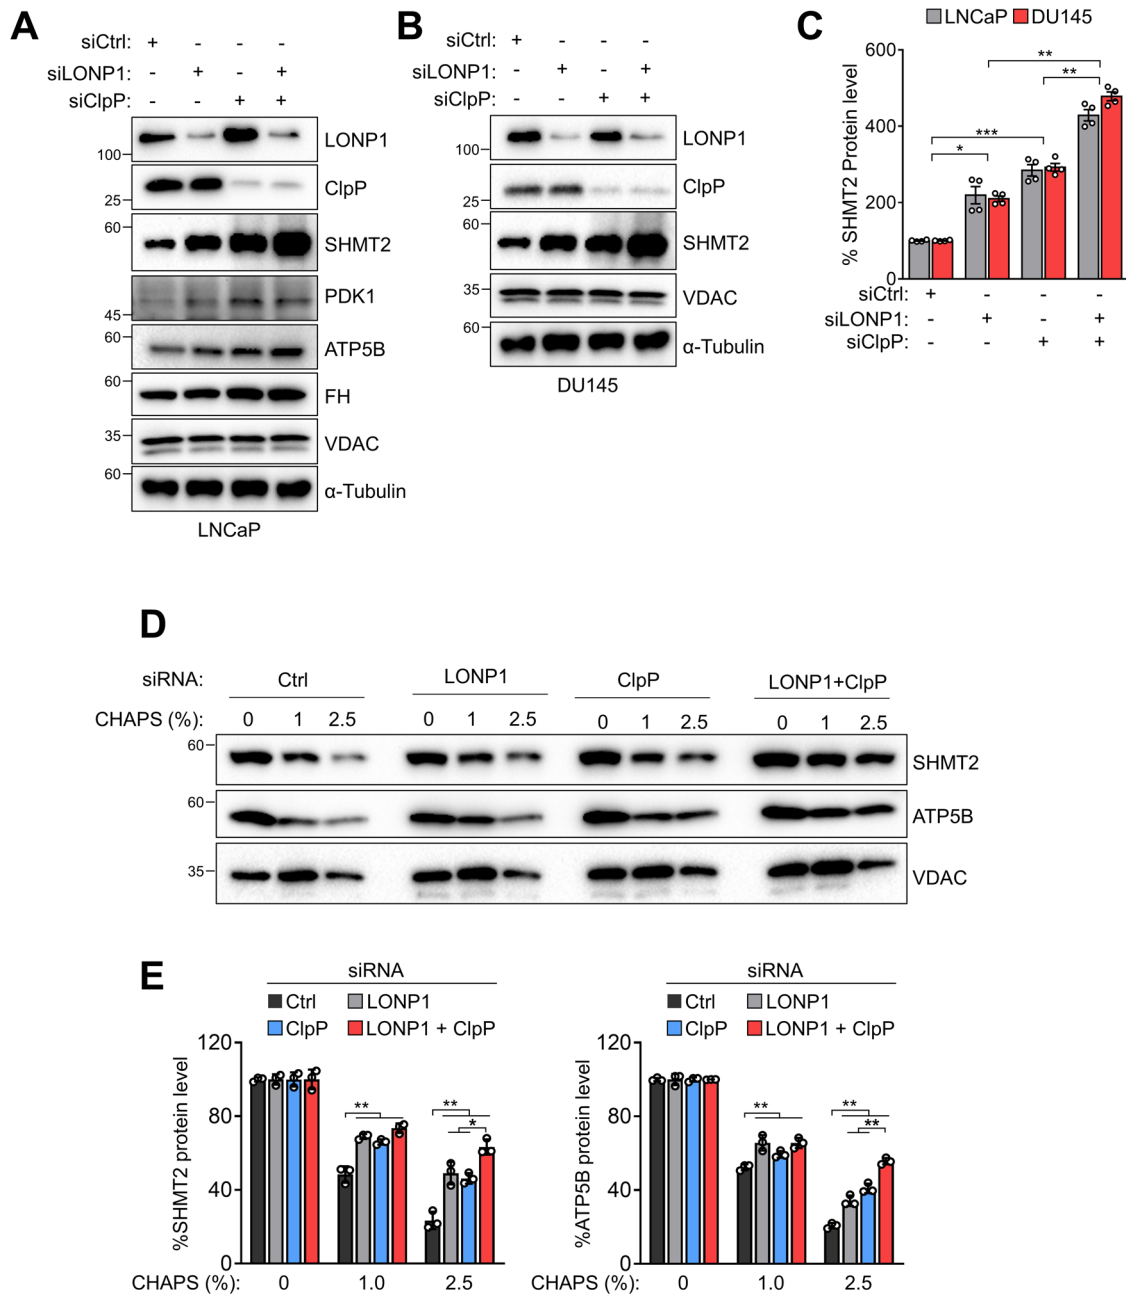 A
siCtrl: + - - -
siLONP1: - + - +
siClpP: - - + +
LONP1
100
ClpP
25
60
SHMT2
PDK1
45
60
ATP5B
60
FH
35
VDAC
60
α-Tubulin
LNCaP
B
siCtrl: + - - -
siLONP1: - + - +
siClpP: - - + +
LONP1
100
ClpP
25
60
SHMT2
35
VDAC
60
α-Tubulin
DU145
C
LNCaP DU145
% SHMT2 Protein level
600
400
200
0
**
**
***
*
siCtrl: + - - -
siLONP1: - + - +
siClpP: - - + +
D
siRNA: Ctrl LONP1 ClpP LONP1+ClpP
CHAPS (%): 0 1 2.5 0 1 2.5 0 1 2.5 0 1 2.5
60
SHMT2
60
ATP5B
35
VDAC
E
siRNA
Ctrl LONP1
ClpP LONP1 + ClpP
%SHMT2 protein level
120
80
40
0
**
**
*
CHAPS (%): 0 1.0 2.5
siRNA
Ctrl LONP1
ClpP LONP1 + ClpP
%ATP5B protein level
120
80
40
0
**
**
**
CHAPS (%): 0 1.0 2.5